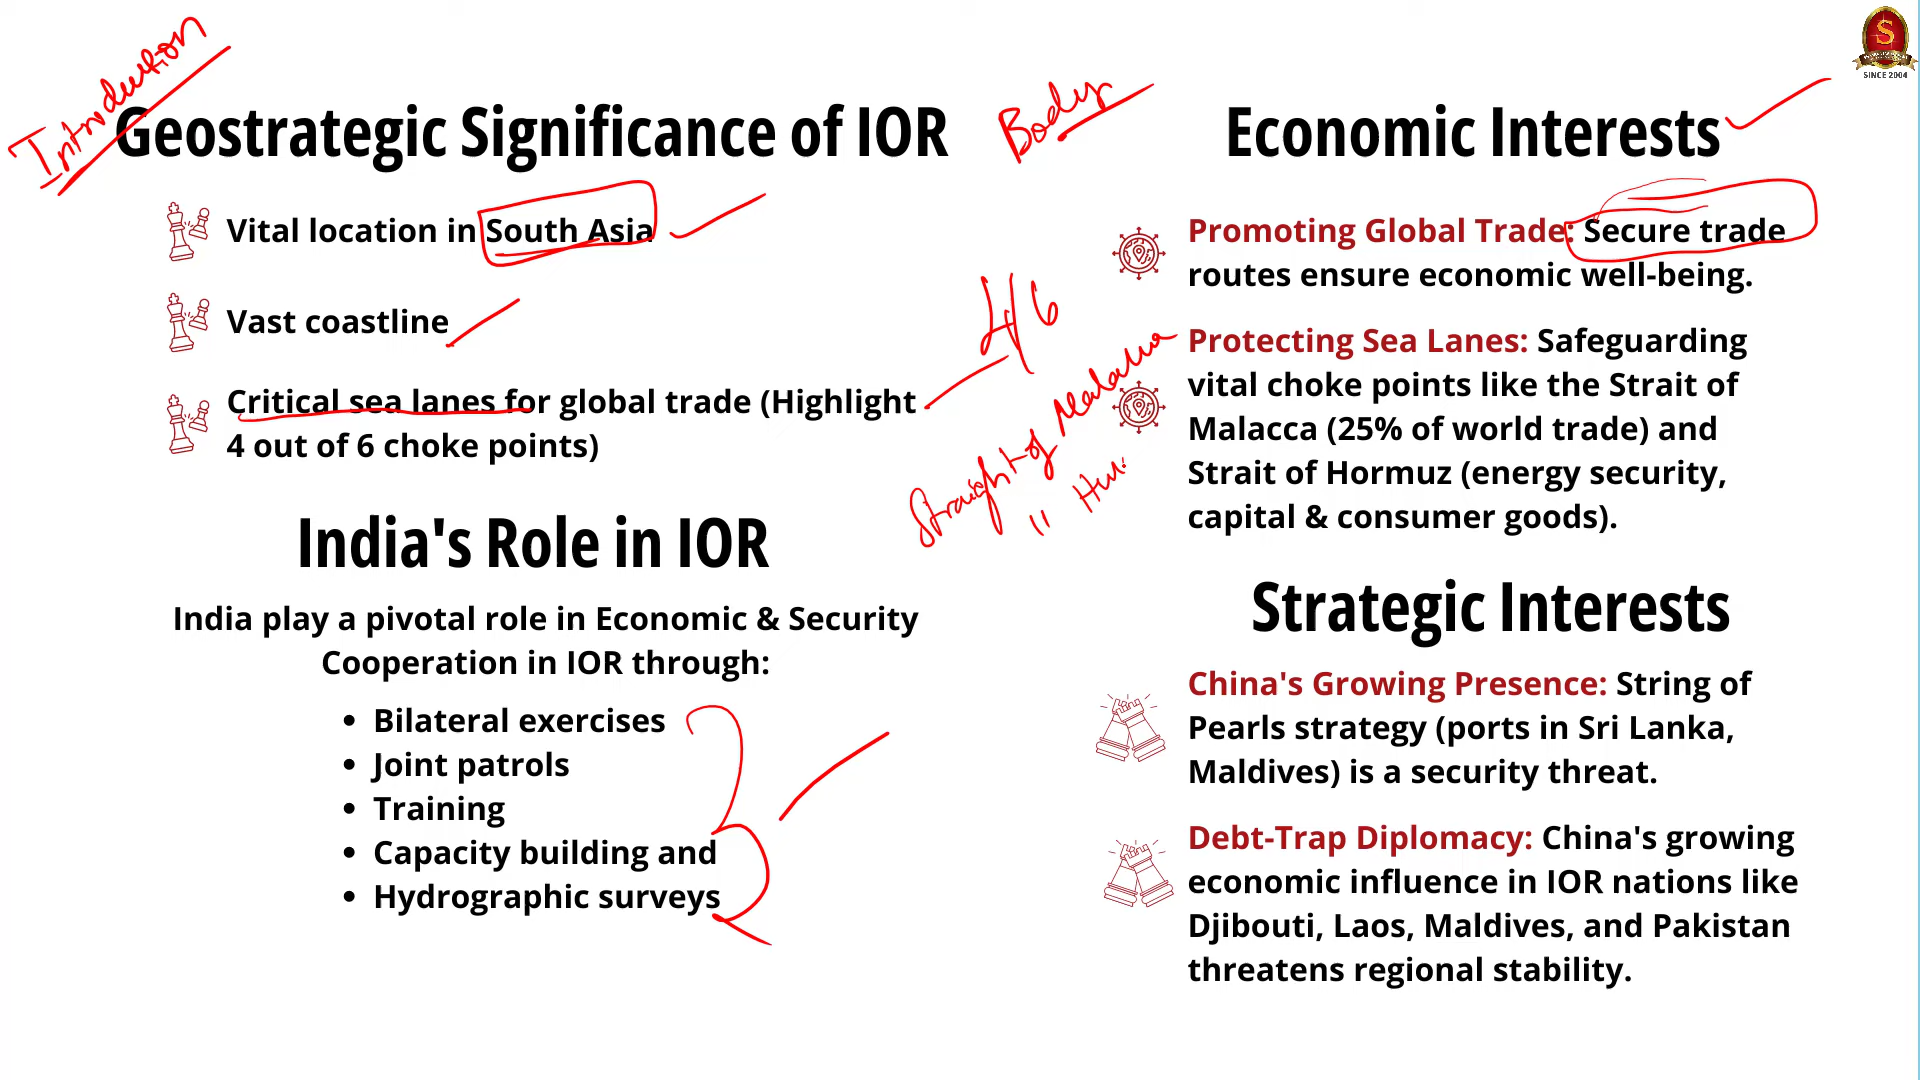 Introduction
Geostrategic Significance of IOR
Vital location in South Asia
Vast coastline
Critical sea lanes for global trade (Highlight
4 out of 6 choke points)
4/6
Straight of Malacca
" Hu
India's Role in IOR
India play a pivotal role in Economic & Security
Cooperation in IOR through:
• Bilateral exercises
• Joint patrols
• Training
• Capacity building and
• Hydrographic surveys
Body
Economic Interests
Promoting Global Trade: Secure trade
routes ensure economic well-being.
Protecting Sea Lanes: Safeguarding
vital choke points like the Strait of
Malacca (25% of world trade) and
Strait of Hormuz (energy security,
capital & consumer goods).
Strategic Interests
China's Growing Presence: String of
Pearls strategy (ports in Sri Lanka,
Maldives) is a security threat.
Debt-Trap Diplomacy: China's growing
economic influence in IOR nations like
Djibouti, Laos, Maldives, and Pakistan
threatens regional stability.
S
SINCE 2004